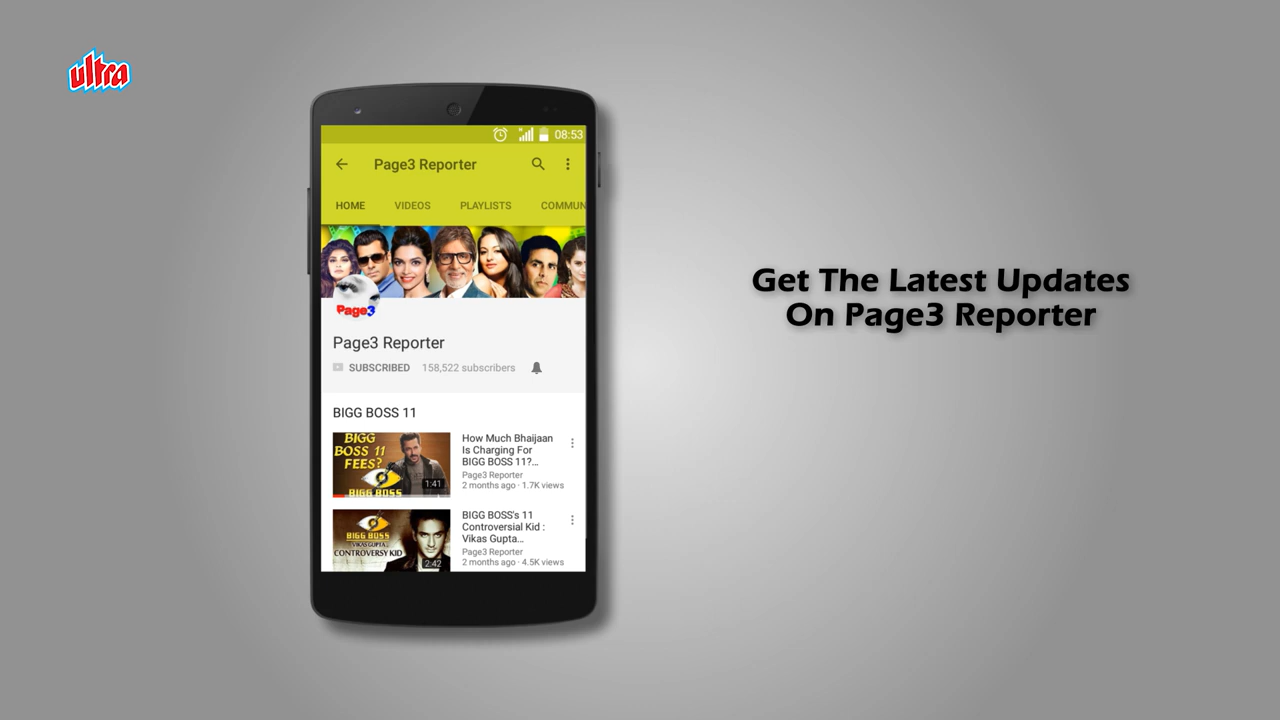 ultra
08:53
Page3 Reporter
HOME VIDEOS PLAYLISTS COMMUN
Page3
Page3 Reporter
SUBSCRIBED 158,522 subscribers
BIGG BOSS 11
BIGG
BOSS 11
FEES?
BIGG BOSS
1:41
How Much Bhaijaan
Is Charging For
BIGG BOSS 11?...
Page3 Reporter
2 months ago · 1.7K views
BIGG BOSS
VIKAS GUPTA
CONTROVERSY KID
2:42
BIGG BOSS's 11
Controversial Kid :
Vikas Gupta...
Page3 Reporter
2 months ago · 4.5K views
Get The Latest Updates
On Page3 Reporter